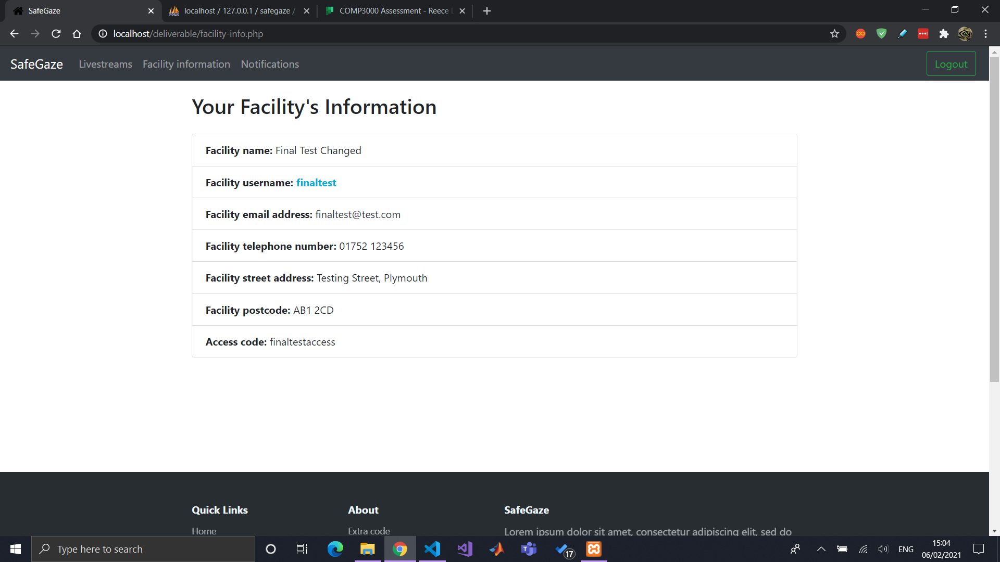 SafeGaze
localhost / 127.0.0.1 / safegaze /
COMP3000 Assessment - Reece
localhost/deliverable/facility-info.php
SafeGaze Livestreams Facility information Notifications Logout
Your Facility's Information
Facility name: Final Test Changed
Facility username: finaltest
Facility email address: finaltest@test.com
Facility telephone number: 01752 123456
Facility street address: Testing Street, Plymouth
Facility postcode: AB1 2CD
Access code: finaltestaccess
Quick Links
Home
About
Extra code
SafeGaze
Lorem ipsum dolor sit amet, consectetur adipiscing elit, sed do
Type here to search
17
ENG
15:04
06/02/2021